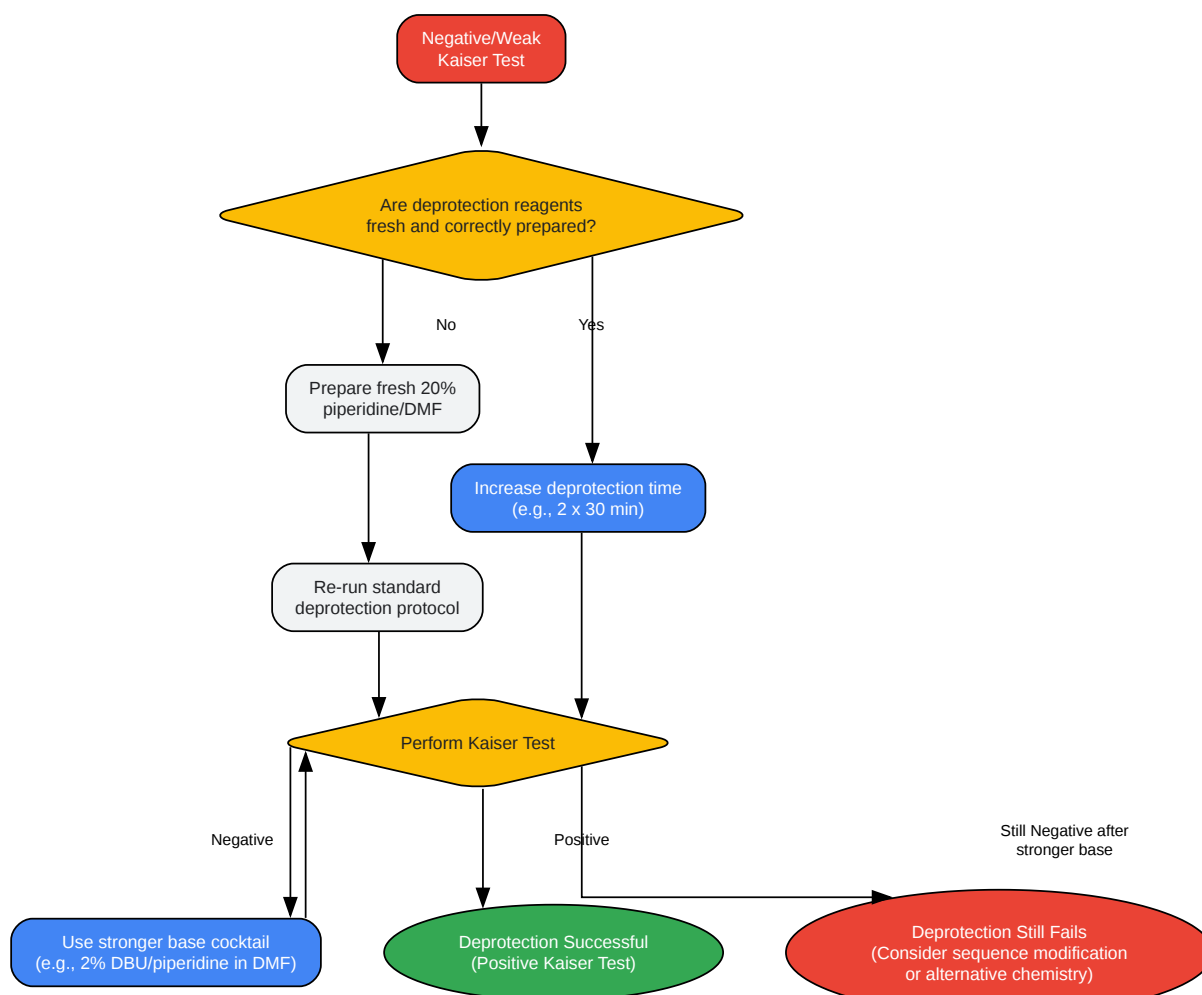 Negative/Weak
Kaiser Test
Are deprotection reagents
fresh and correctly prepared?
No
Yes
Prepare fresh 20%
piperidine/DMF
Increase deprotection time
(e.g., 2 x 30 min)
Re-run standard
deprotection protocol
Perform Kaiser Test
Negative
Positive
Still Negative after
stronger base
Use stronger base cocktail
(e.g., 2% DBU/piperidine in DMF)
Deprotection Successful
(Positive Kaiser Test)
Deprotection Still Fails
(Consider sequence modification
or alternative chemistry)